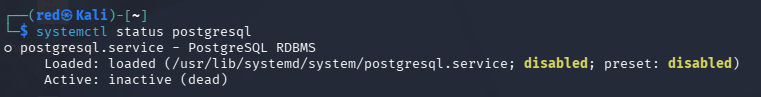 ┌──(red㉿Kali)-[~]
└─$ systemctl status postgresql
○ postgresql.service - PostgreSQL RDBMS
     Loaded: loaded (/usr/lib/systemd/system/postgresql.service; disabled; preset: disabled)
     Active: inactive (dead)